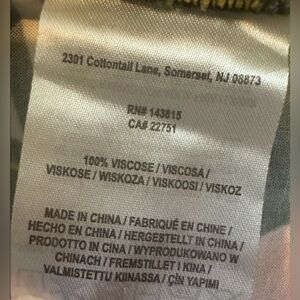 2301 Cottontail Lane, Somerset, NJ 08873
RN# 143815
CA# 22751
100% VISCOSE / VISCOSA /
VISKOSE / WISKOZA / VISKOOSI / VISKOZ
MADE IN CHINA / FABRIQUÉ EN CHINE /
HECHO EN CHINA / HERGESTELLT IN CHINA /
PRODOTTO IN CINA / WYPRODUKOWANO W
CHINACH / FREMSTILLET I KINA /
VALMISTETTU KIINASSA / ÇİN YAPIMI